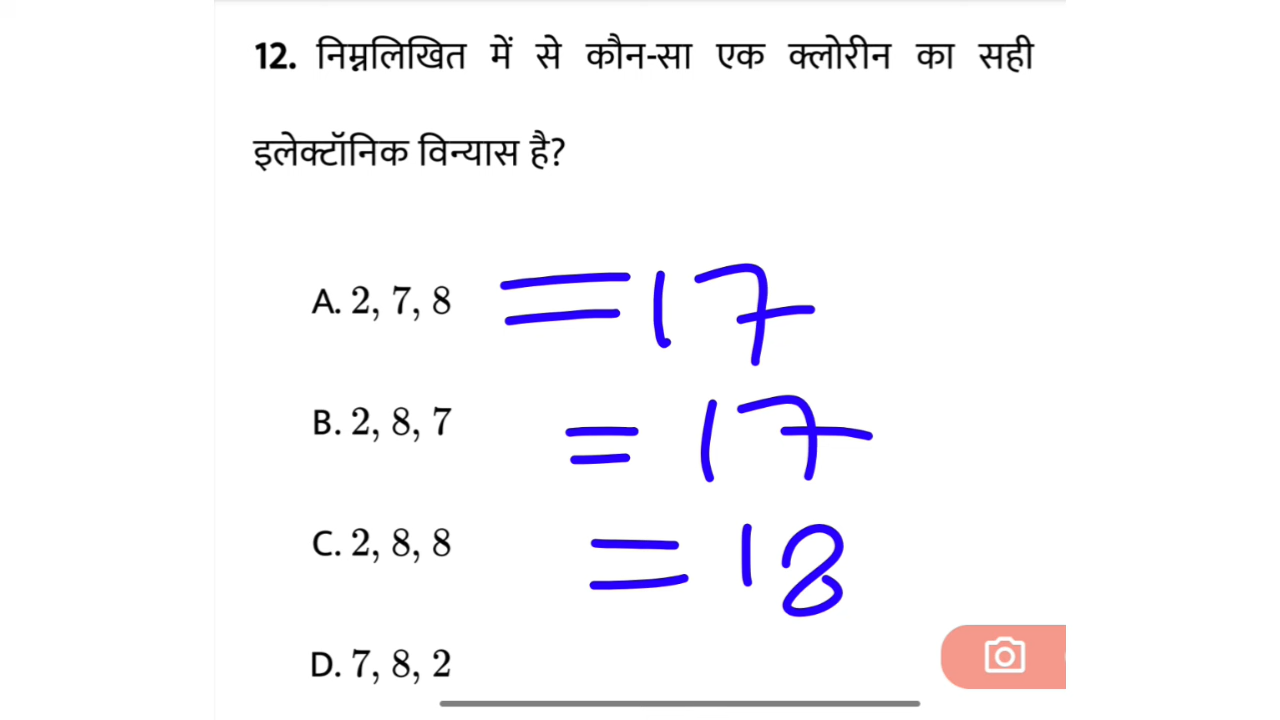 12. निम्नलिखित में से कौन-सा एक क्लोरीन का सही
इलेक्टॉनिक विन्यास है?
A. 2, 7, 8 = 17
B. 2, 8, 7 = 17
C. 2, 8, 8 = 18
D. 7, 8, 2